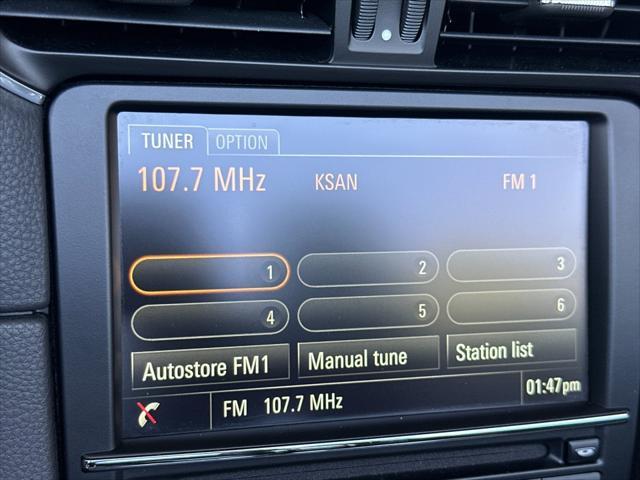 TUNER OPTION
107.7 MHz KSAN FM 1
1 2 3
4 5 6
Autostore FM1 Manual tune Station list
FM 107.7 MHz 01:47pm